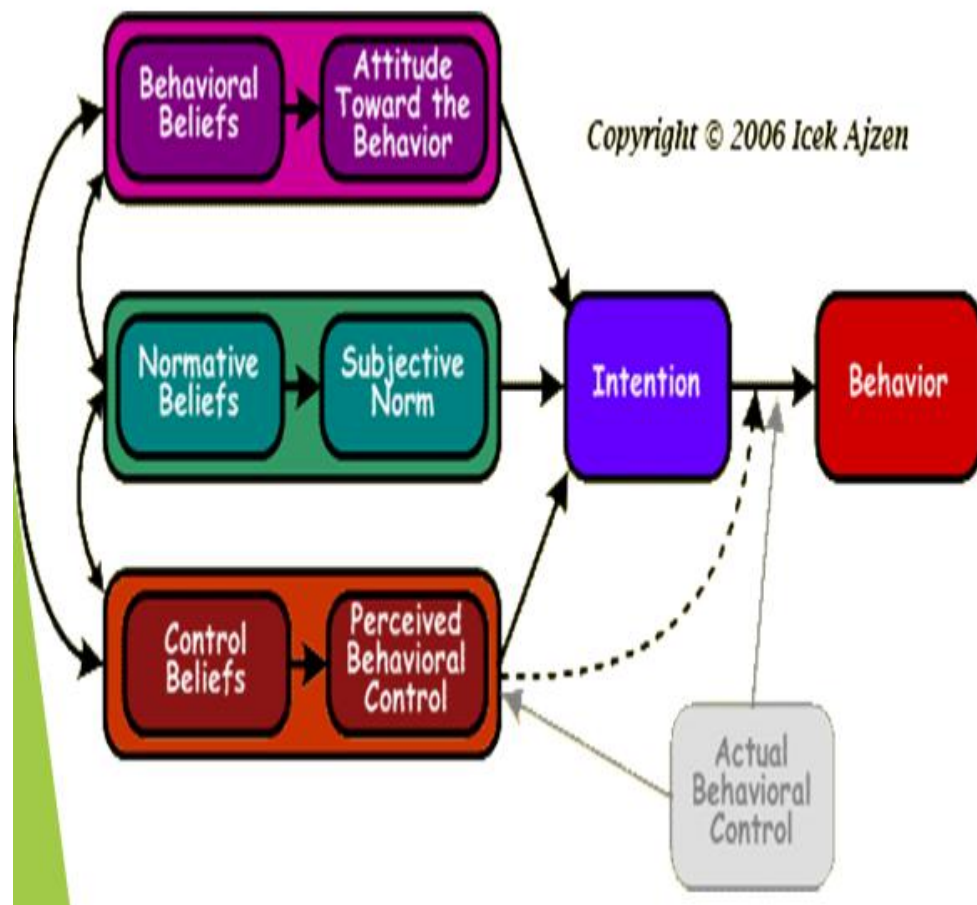 Behavioral
Beliefs
Attitude
Toward the
Behavior
Copyright © 2006 Icek Ajzen
Normative
Beliefs
Subjective
Norm
Intention
Behavior
Control
Beliefs
Perceived
Behavioral
Control
Actual
Behavioral
Control